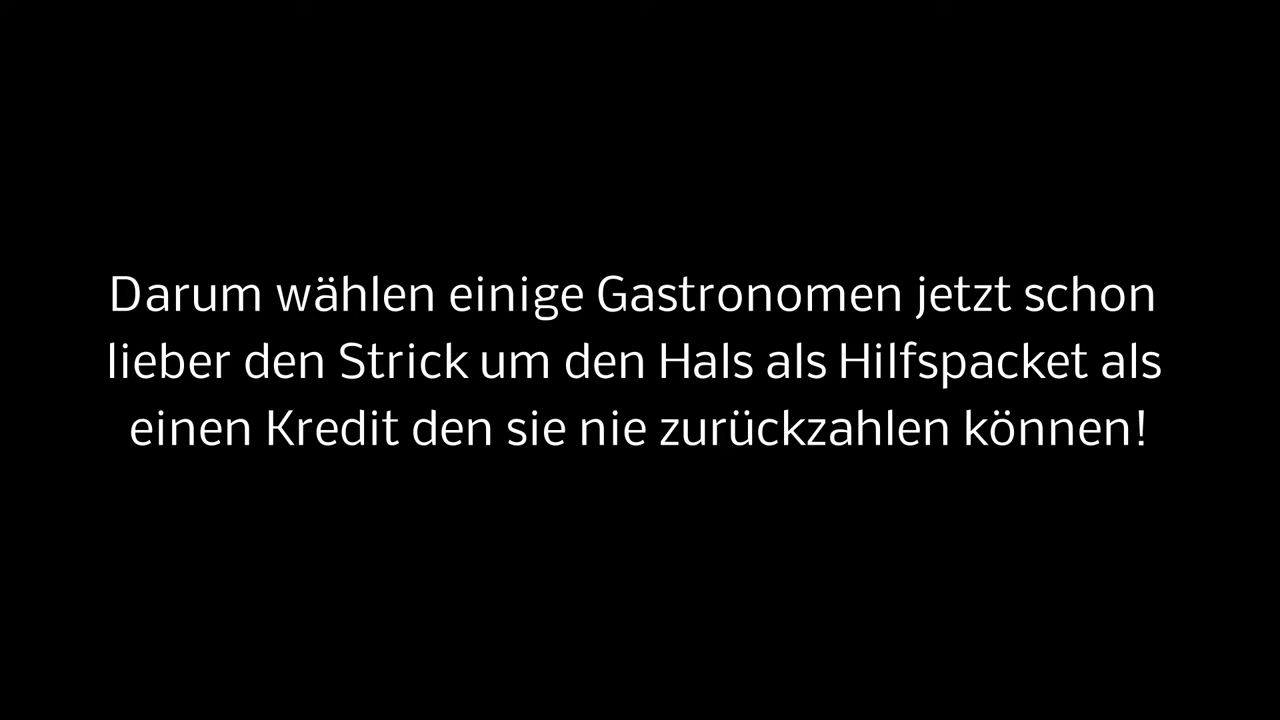 Darum wählen einige Gastronomen jetzt schon
lieber den Strick um den Hals als Hilfspacket als
einen Kredit den sie nie zurückzahlen können!